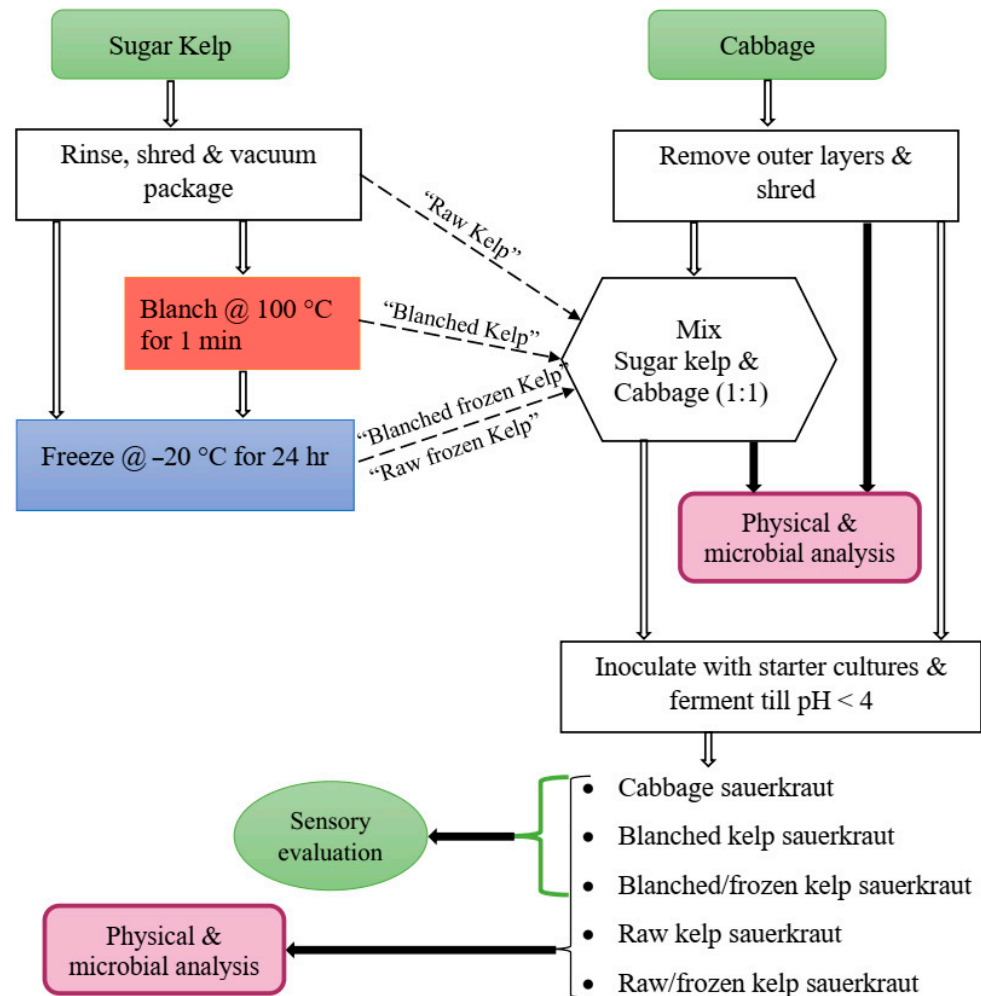 Sugar Kelp
Cabbage
Rinse, shred & vacuum
package
Remove outer layers &
shred
“Raw Kelp”
Blanch @ 100 °C
for 1 min
“Blanched Kelp”
Mix
Sugar kelp &
Cabbage (1:1)
“Blanched frozen Kelp”
“Raw frozen Kelp”
Freeze @ –20 °C for 24 hr
Physical &
microbial analysis
Inoculate with starter cultures &
ferment till pH < 4
Sensory
evaluation
• Cabbage sauerkraut
• Blanched kelp sauerkraut
• Blanched/frozen kelp sauerkraut
• Raw kelp sauerkraut
• Raw/frozen kelp sauerkraut
Physical &
microbial analysis